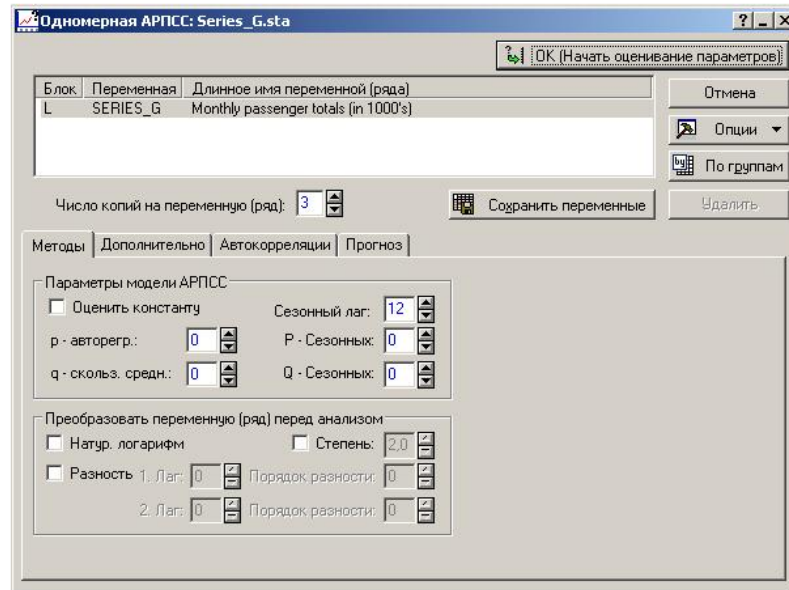 Одномерная АРПСС: Series_G.sta
OK (Начать оценивание параметров)
Блок Переменная Длинное имя переменной (ряда)
L SERIES_G Monthly passenger totals (in 1000's)
Отмена
Опции
По группам
Число копий на переменную (ряд): 3
Сохранить переменные
Удалить
Методы Дополнительно Автокорреляции Прогноз
Параметры модели АРПСС
Оценить константу Сезонный лаг: 12
р - авторегр.: 0 P - Сезонных: 0
q - скольз. средн.: 0 Q - Сезонных: 0
Преобразовать переменную (ряд) перед анализом
Натур. логарифм Степень: 2,0
Разность 1. Лаг: 0 Порядок разности: 0
2. Лаг: 0 Порядок разности: 0